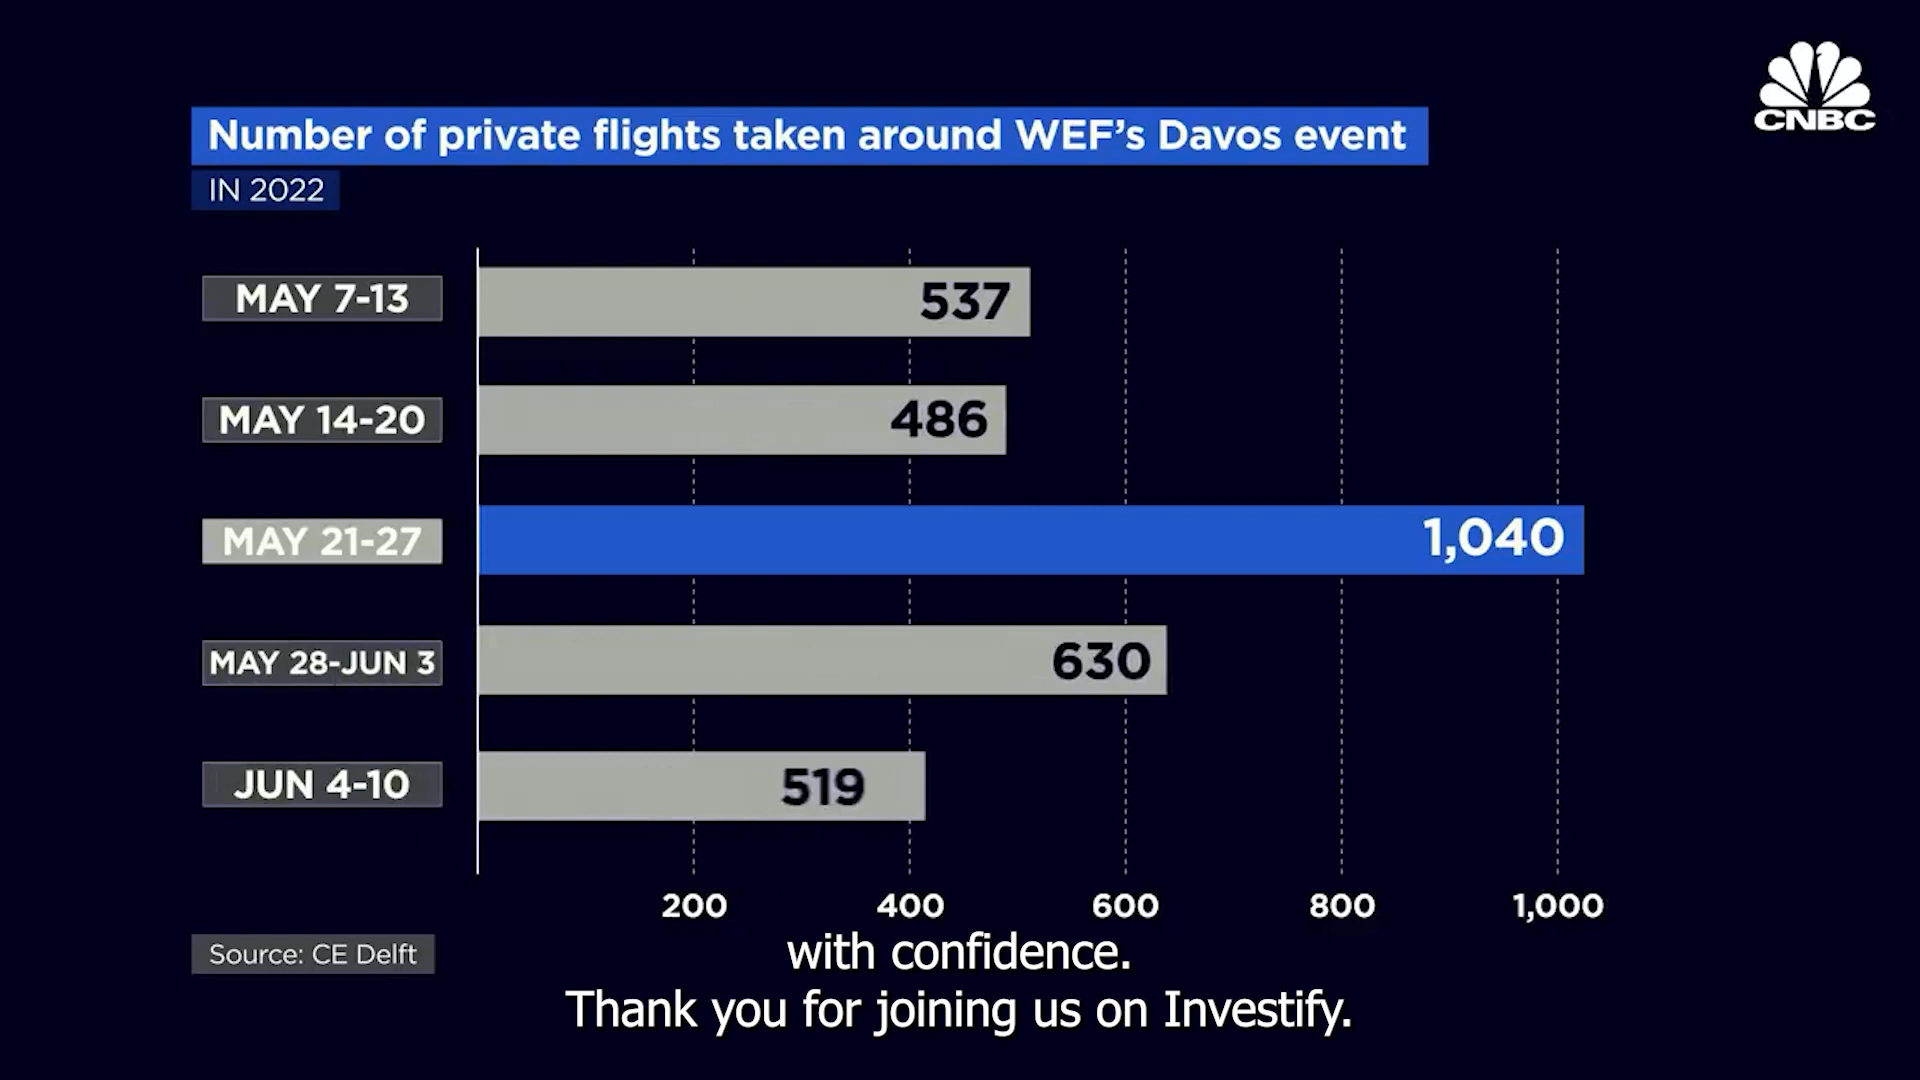 CNBC
Number of private flights taken around WEF's Davos event
IN 2022
MAY 7-13
537
MAY 14-20
486
MAY 21-27
1,040
MAY 28-JUN 3
630
JUN 4-10
519
200 400 600 800 1,000
Source: CE Delft
with confidence.
Thank you for joining us on Investify.